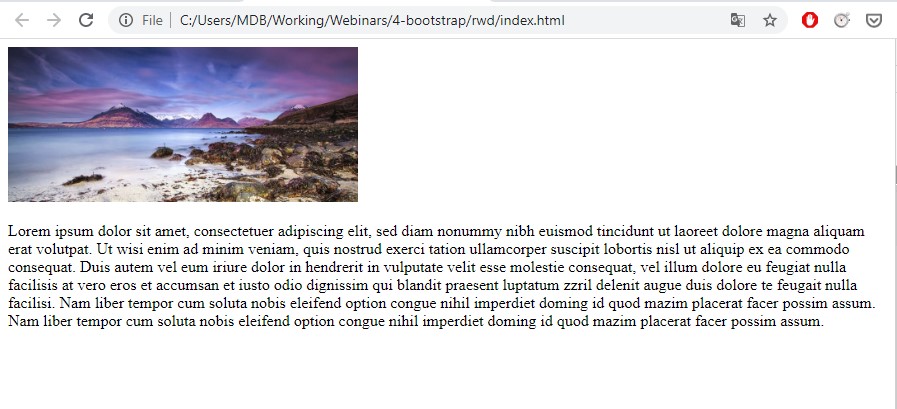 File | C:/Users/MDB/Working/Webinars/4-bootstrap/rwd/index.html
Lorem ipsum dolor sit amet, consectetuer adipiscing elit, sed diam nonummy nibh euismod tincidunt ut laoreet dolore magna aliquam
erat volutpat. Ut wisi enim ad minim veniam, quis nostrud exerci tation ullamcorper suscipit lobortis nisl ut aliquip ex ea commodo
consequat. Duis autem vel eum iriure dolor in hendrerit in vulputate velit esse molestie consequat, vel illum dolore eu feugiat nulla
facilisis at vero eros et accumsan et iusto odio dignissim qui blandit praesent luptatum zzril delenit augue duis dolore te feugait nulla
facilisi. Nam liber tempor cum soluta nobis eleifend option congue nihil imperdiet doming id quod mazim placerat facer possim assum.
Nam liber tempor cum soluta nobis eleifend option congue nihil imperdiet doming id quod mazim placerat facer possim assum.